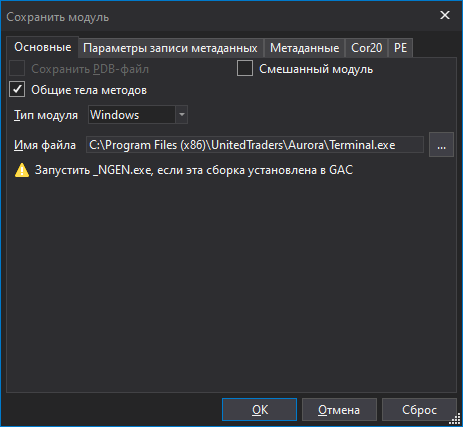 Сохранить модуль
Основные Параметры записи метаданных Метаданные Cor20 PE
Сохранить PDB-файл Смешанный модуль
Общие тела методов
Тип модуля Windows
Имя файла C:\Program Files (x86)\UnitedTraders\Aurora\Terminal.exe ...
Запустить _NGEN.exe, если эта сборка установлена в GAC
OK Отмена Сброс